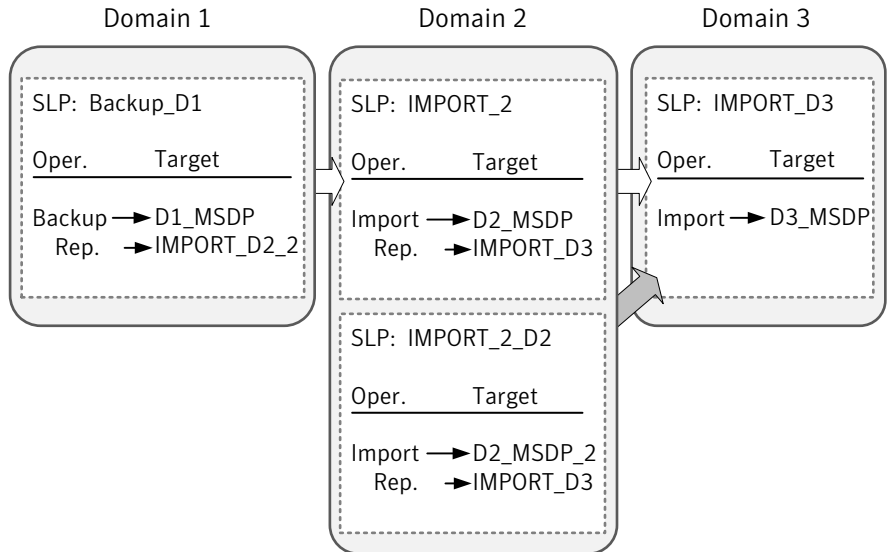 Domain 1
SLP: Backup_D1
Oper. Target
Backup D1_MSDP
Rep. IMPORT_D2_2
Domain 2
SLP: IMPORT_2
Oper. Target
Import D2_MSDP
Rep. IMPORT_D3
SLP: IMPORT_2_D2
Oper. Target
Import D2_MSDP_2
Rep. IMPORT_D3
Domain 3
SLP: IMPORT_D3
Oper. Target
Import D3_MSDP